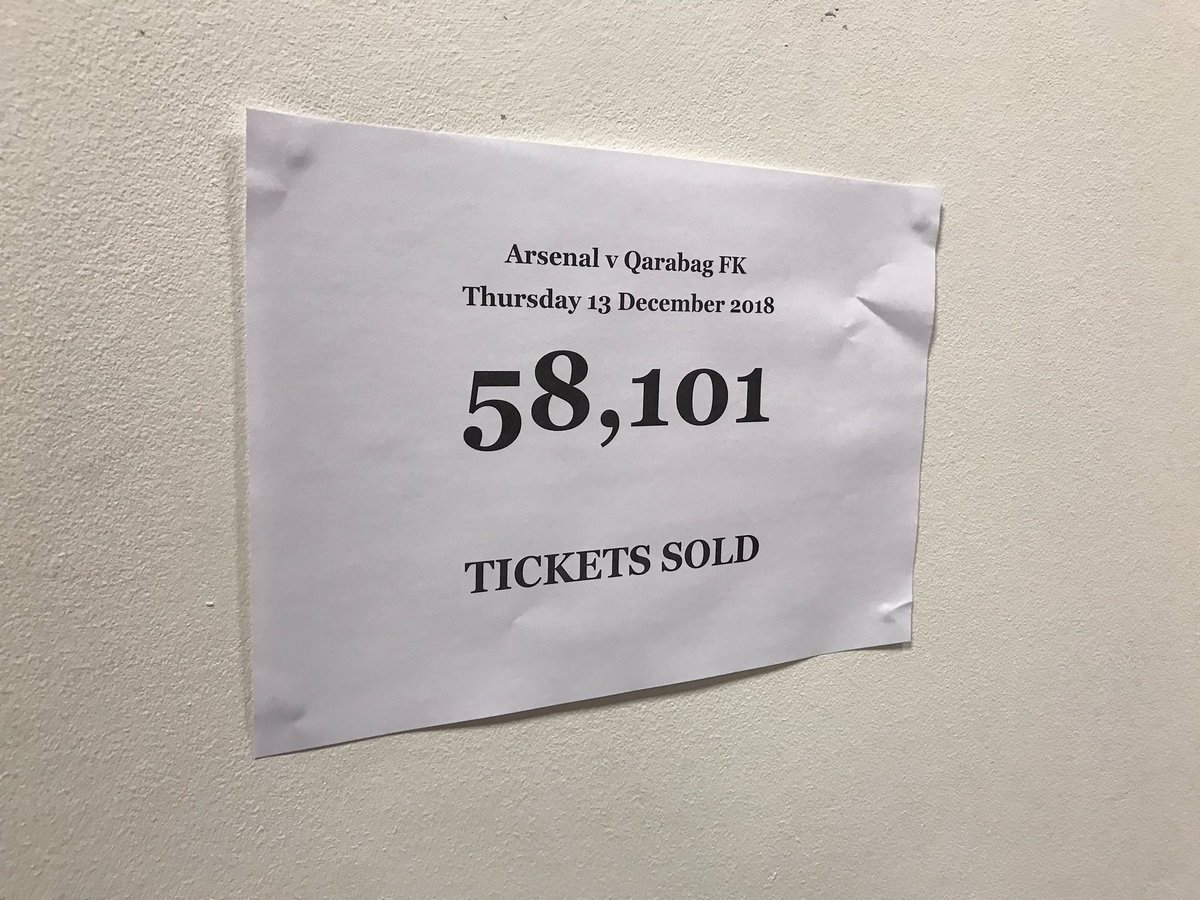 Arsenal v Qarabag FK
Thursday 13 December 2018
58,101
TICKETS SOLD